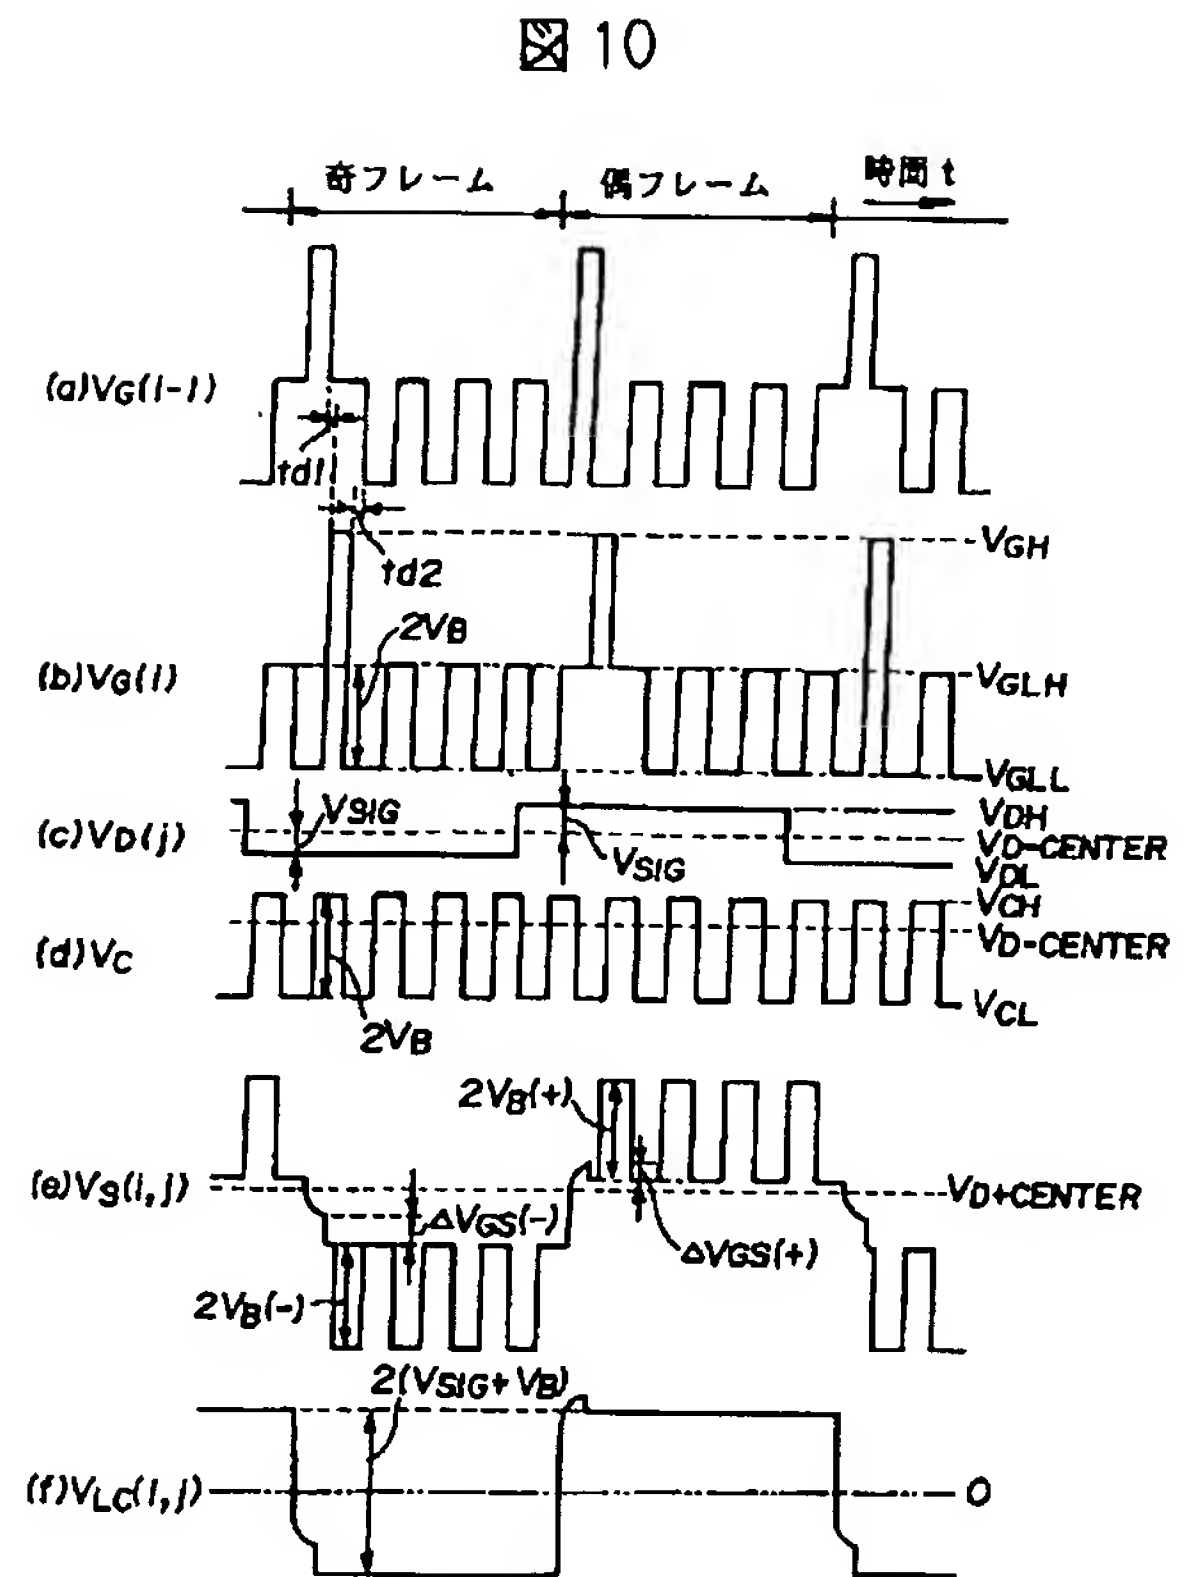 図 10
奇フレーム
偶フレーム
時間 t
(a)VG(i-1)
td1
td2
VGH
2VB
(b)VG(i)
VGLH
VGLL
VSIG
VDH
(c)VD(j)
VD-CENTER
VSIG
VDL
VCH
VD-CENTER
(d)VC
VCL
2VB
2VB(+)
(e)VS(i,j)
VD+CENTER
ΔVGS(-)
ΔVGS(+)
2VB(-)
2(VSIG+VB)
(f)VLC(i,j)
0